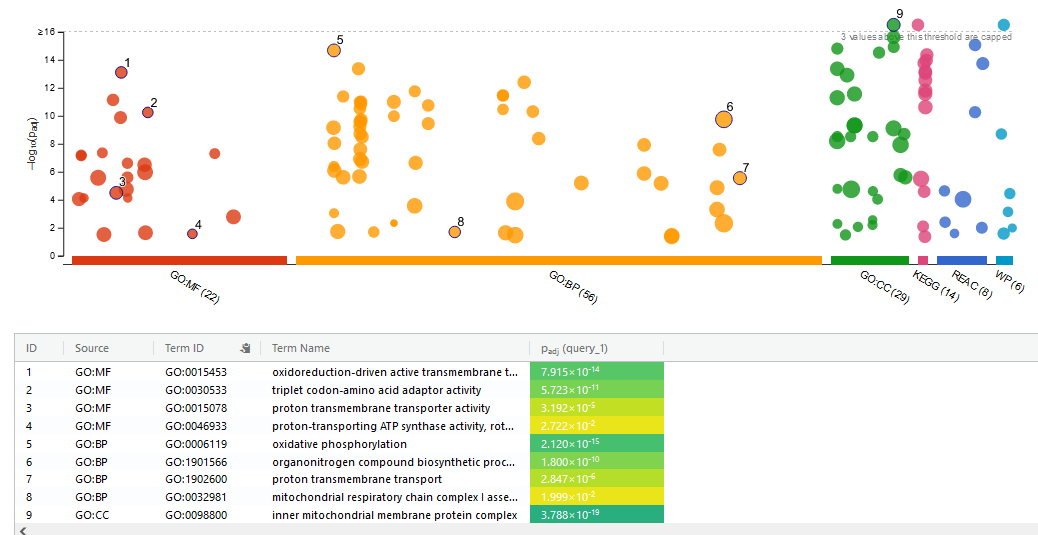 9
≥16
3 values above this threshold are capped
5
1
14
12
2
6
10
-log10(padj)
8
6
7
3
4
8
4
2
0
GO:MF (22)
GO:BP (56)
GO:CC (29)
KEGG (14)
REAC (8)
WP (6)
ID Source Term ID Term Name padj (query_1)
1 GO:MF GO:0015453 oxidoreduction-driven active transmembrane t... 7.915×10⁻¹⁴
2 GO:MF GO:0030533 triplet codon-amino acid adaptor activity 5.723×10⁻¹¹
3 GO:MF GO:0015078 proton transmembrane transporter activity 3.192×10⁻⁵
4 GO:MF GO:0046933 proton-transporting ATP synthase activity, rot... 2.722×10⁻²
5 GO:BP GO:0006119 oxidative phosphorylation 2.120×10⁻¹⁵
6 GO:BP GO:1901566 organonitrogen compound biosynthetic proc... 1.800×10⁻¹⁰
7 GO:BP GO:1902600 proton transmembrane transport 2.847×10⁻⁶
8 GO:BP GO:0032981 mitochondrial respiratory chain complex I asse... 1.999×10⁻²
9 GO:CC GO:0098800 inner mitochondrial membrane protein complex 3.788×10⁻¹⁹